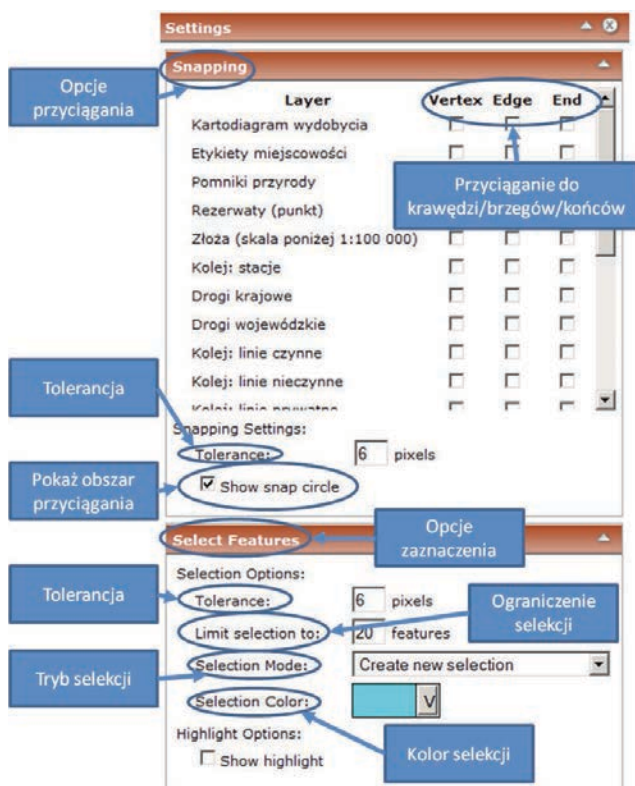 Settings
Snapping
Opcje
przyciągania
Layer Vertex Edge End
Kartodiagram wydobycia
Etykiety miejscowości
Pomniki przyrody
Przyciąganie do
krawędzi/brzegów/końców
Rezerwaty (punkt)
Złoża (skala poniżej 1:100 000)
Kolej: stacje
Drogi krajowe
Drogi wojewódzkie
Kolej: linie czynne
Kolej: linie nieczynne
Kolej: linie prywatne
Tolerancja
Snapping Settings:
Tolerance: 6 pixels
Pokaż obszar
przyciągania
Show snap circle
Opcje
zaznaczenia
Select Features
Selection Options:
Tolerancja
Tolerance: 6 pixels
Ograniczenie
selekcji
Limit selection to: 20 features
Tryb selekcji
Selection Mode: Create new selection
Selection Color: V
Kolor selekcji
Highlight Options:
Show highlight